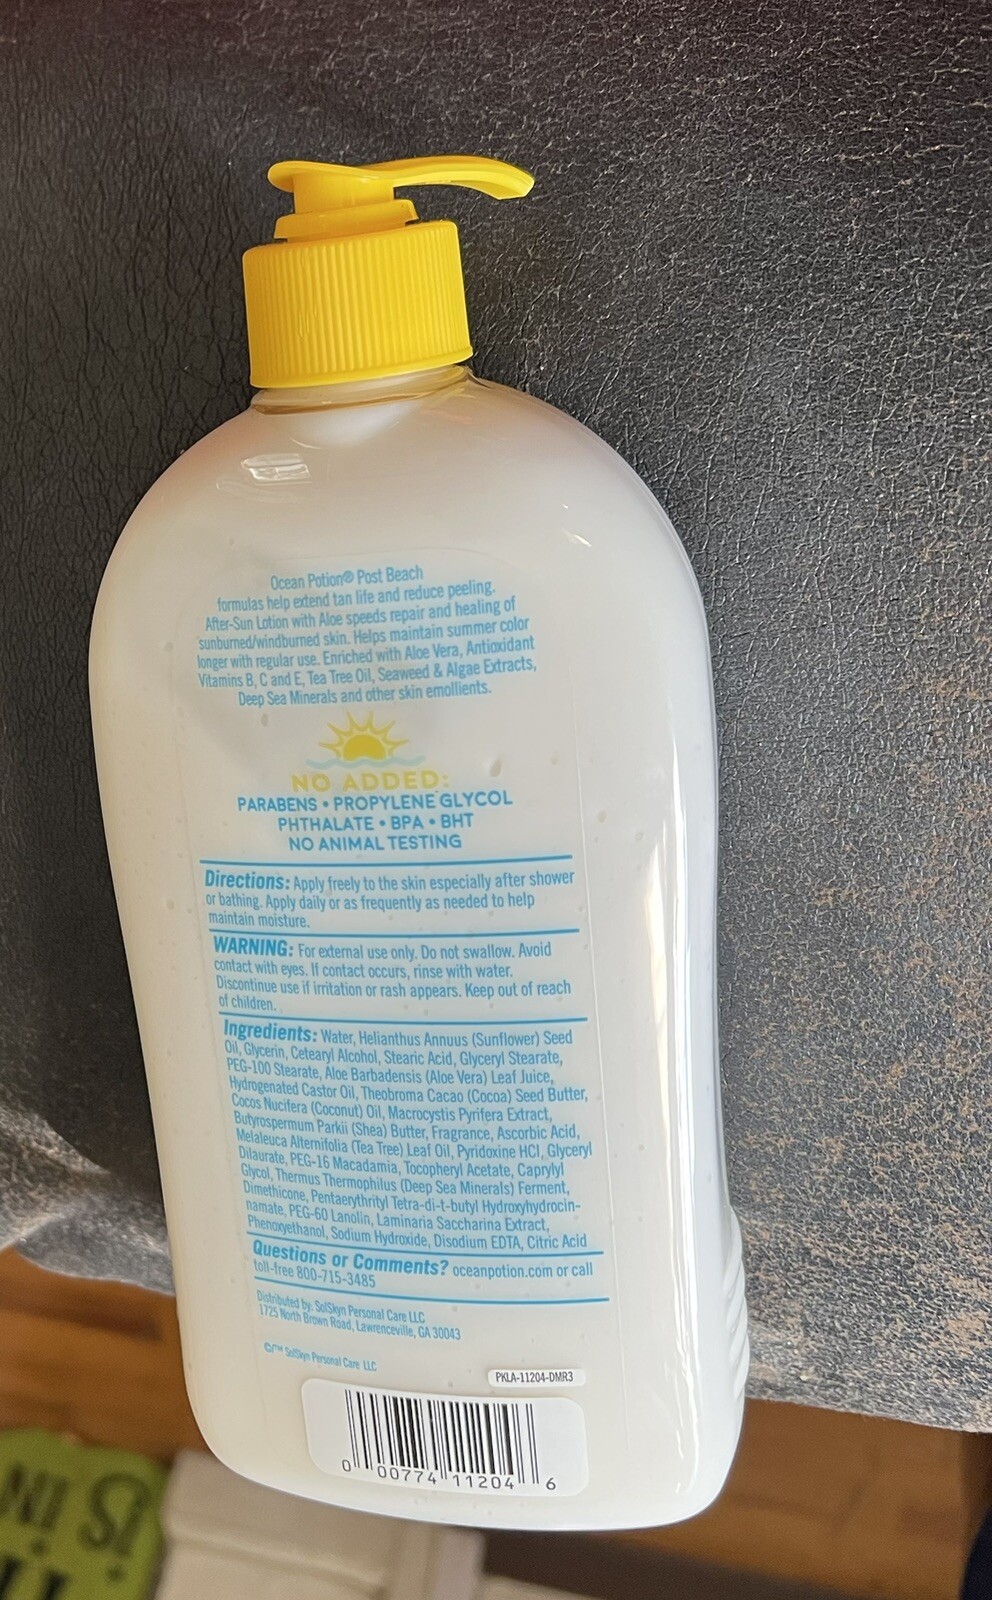 Ocean Potion® Post Beach
formulas help extend tan life and reduce peeling.
After-Sun Lotion with Aloe speeds repair and healing of
sunburned/windburned skin. Helps maintain summer color
longer with regular use. Enriched with Aloe Vera, Antioxidant
Vitamins B, C and E, Tea Tree Oil, Seaweed & Algae Extracts,
Deep Sea Minerals and other skin emollients.
NO ADDED:
PARABENS • PROPYLENE GLYCOL
PHTHALATE • BPA • BHT
NO ANIMAL TESTING
Directions: Apply freely to the skin especially after shower
or bathing. Apply daily or as frequently as needed to help
maintain moisture.
WARNING: For external use only. Do not swallow. Avoid
contact with eyes. If contact occurs, rinse with water.
Discontinue use if irritation or rash appears. Keep out of reach
of children.
Ingredients: Water, Helianthus Annuus (Sunflower) Seed
Oil, Glycerin, Cetearyl Alcohol, Stearic Acid, Glyceryl Stearate,
PEG-100 Stearate, Aloe Barbadensis (Aloe Vera) Leaf Juice,
Hydrogenated Castor Oil, Theobroma Cacao (Cocoa) Seed Butter,
Cocos Nucifera (Coconut) Oil, Macrocystis Pyrifera Extract,
Butyrospermum Parkii (Shea) Butter, Fragrance, Ascorbic Acid,
Melaleuca Alternifolia (Tea Tree) Leaf Oil, Pyridoxine HCI, Glyceryl
Dilaurate, PEG-16 Macadamia, Tocopheryl Acetate, Caprylyl
Glycol, Thermus Thermophilus (Deep Sea Minerals) Ferment,
Dimethicone, Pentaerythrityl Tetra-di-t-butyl Hydroxyhydrocin-
namate, PEG-60 Lanolin, Laminaria Saccharina Extract,
Phenoxyethanol, Sodium Hydroxide, Disodium EDTA, Citric Acid
Questions or Comments? oceanpotion.com or call
toll-free 800-715-3485
Distributed by: SolSkyn Personal Care LLC
1725 North Brown Road, Lawrenceville, GA 30043
©/™ SolSkyn Personal Care LLC
PKLA-11204-DMR3
0 00774 11204 6